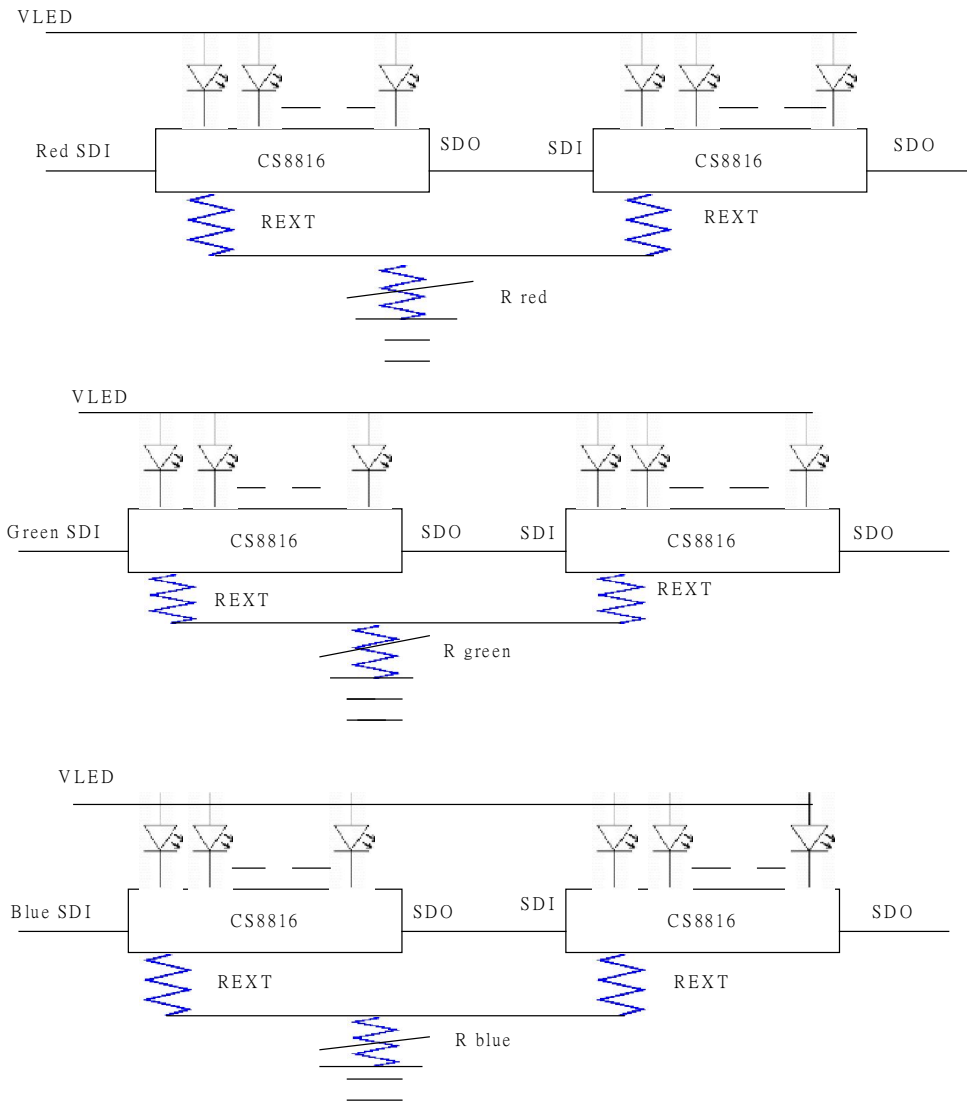 VLED
Red SDI
CS8816
SDO
SDI
CS8816
SDO
REXT
REXT
R red
VLED
Green SDI
CS8816
SDO
SDI
CS8816
SDO
REXT
REXT
R green
VLED
Blue SDI
CS8816
SDO
SDI
CS8816
SDO
REXT
REXT
R blue